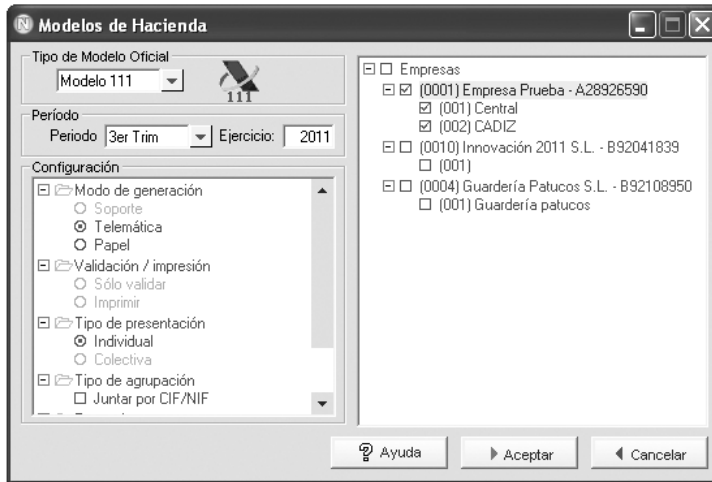 Modelos de Hacienda
Tipo de Modelo Oficial
Modelo 111
111
Período
Periodo 3er Trim Ejercicio: 2011
Configuración
Modo de generación
Soporte
Telemática
Papel
Validación / impresión
Sólo validar
Imprimir
Tipo de presentación
Individual
Colectiva
Tipo de agrupación
Juntar por CIF/NIF
Empresas
(0001) Empresa Prueba - A28926590
(001) Central
(002) CADIZ
(0010) Innovación 2011 S.L. - B92041839
(001)
(0004) Guardería Patucos S.L. - B92108950
(001) Guardería patucos
Ayuda
Aceptar
Cancelar